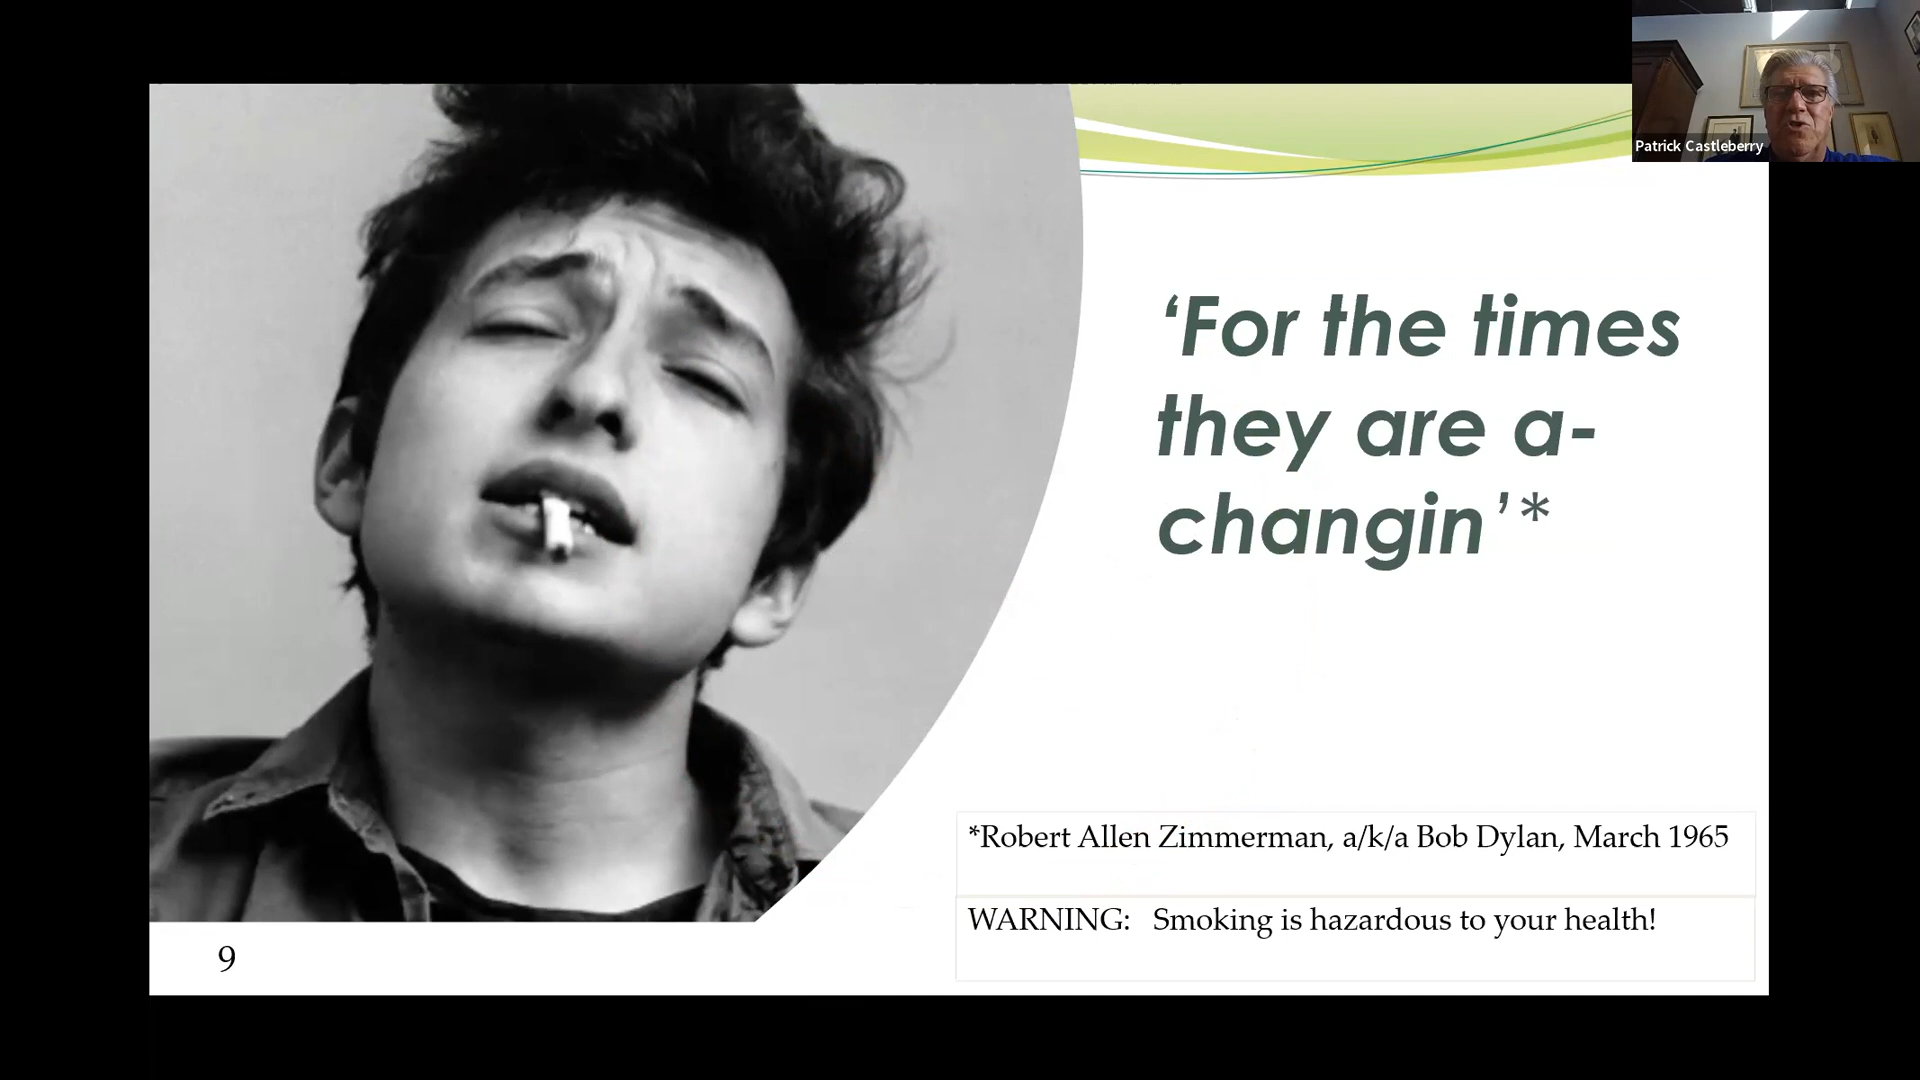 Patrick Castleberry
‘For the times
they are a-
changin’*
*Robert Allen Zimmerman, a/k/a Bob Dylan, March 1965
WARNING: Smoking is hazardous to your health!
9